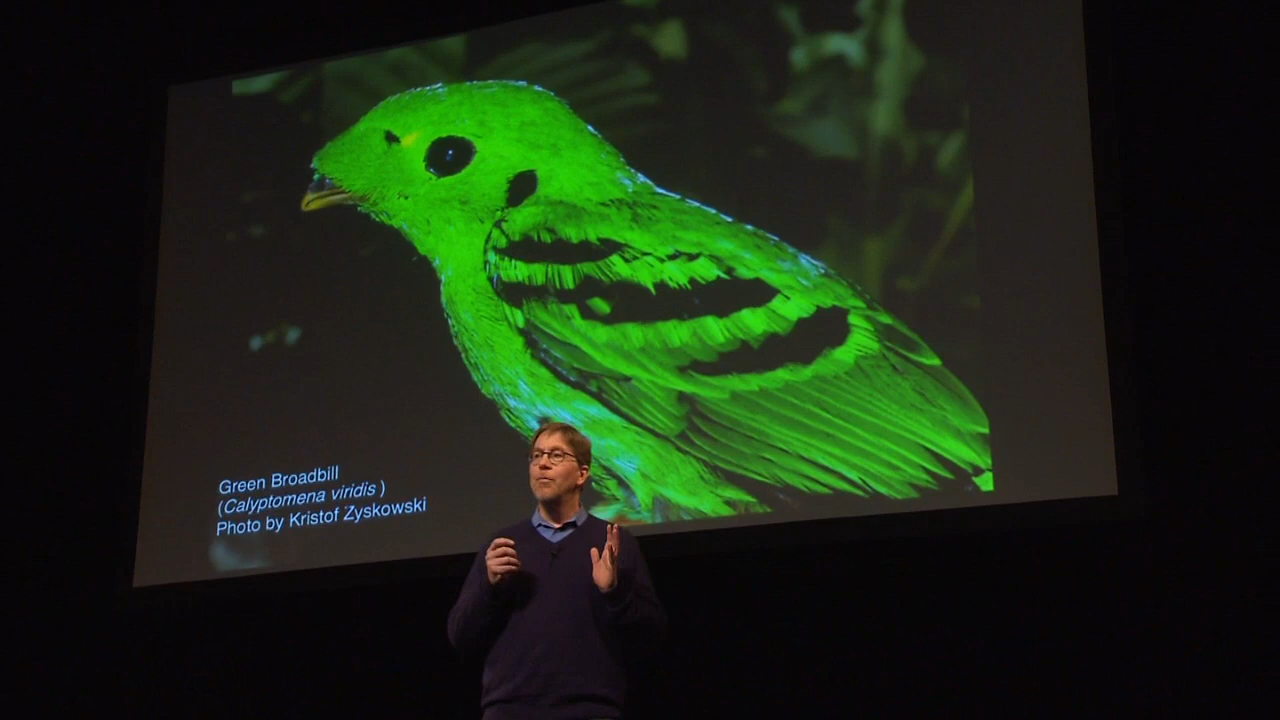 Green Broadbill
(Calyptomena viridis )
Photo by Kristof Zyskowski